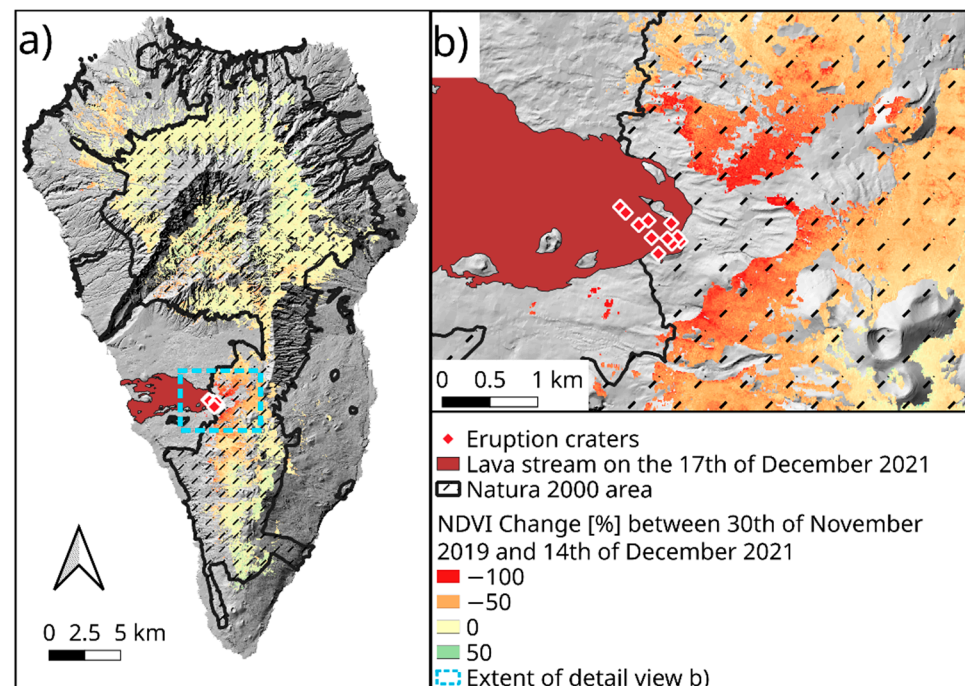 a)
0 2.5 5 km
b)
0 0.5 1 km
Eruption craters
Lava stream on the 17th of December 2021
Natura 2000 area
NDVI Change [%] between 30th of November
2019 and 14th of December 2021
−100
−50
0
50
Extent of detail view b)